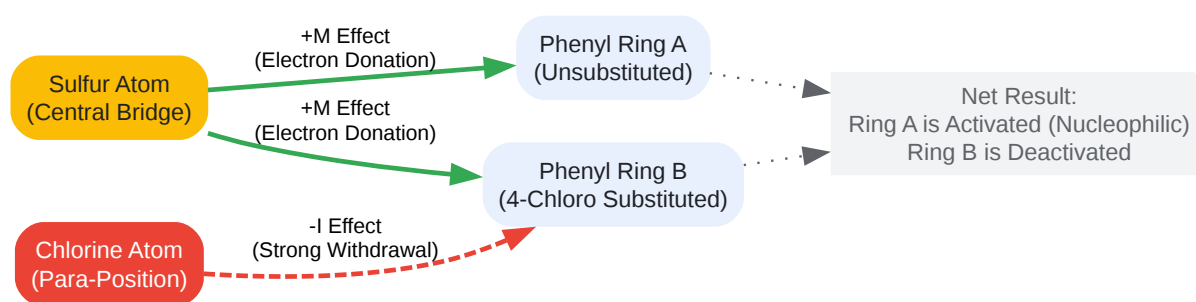 +M Effect
(Electron Donation)
Phenyl Ring A
(Unsubstituted)
Sulfur Atom
(Central Bridge)
+M Effect
(Electron Donation)
Net Result:
Ring A is Activated (Nucleophilic)
Ring B is Deactivated
Phenyl Ring B
(4-Chloro Substituted)
-I Effect
(Strong Withdrawal)
Chlorine Atom
(Para-Position)